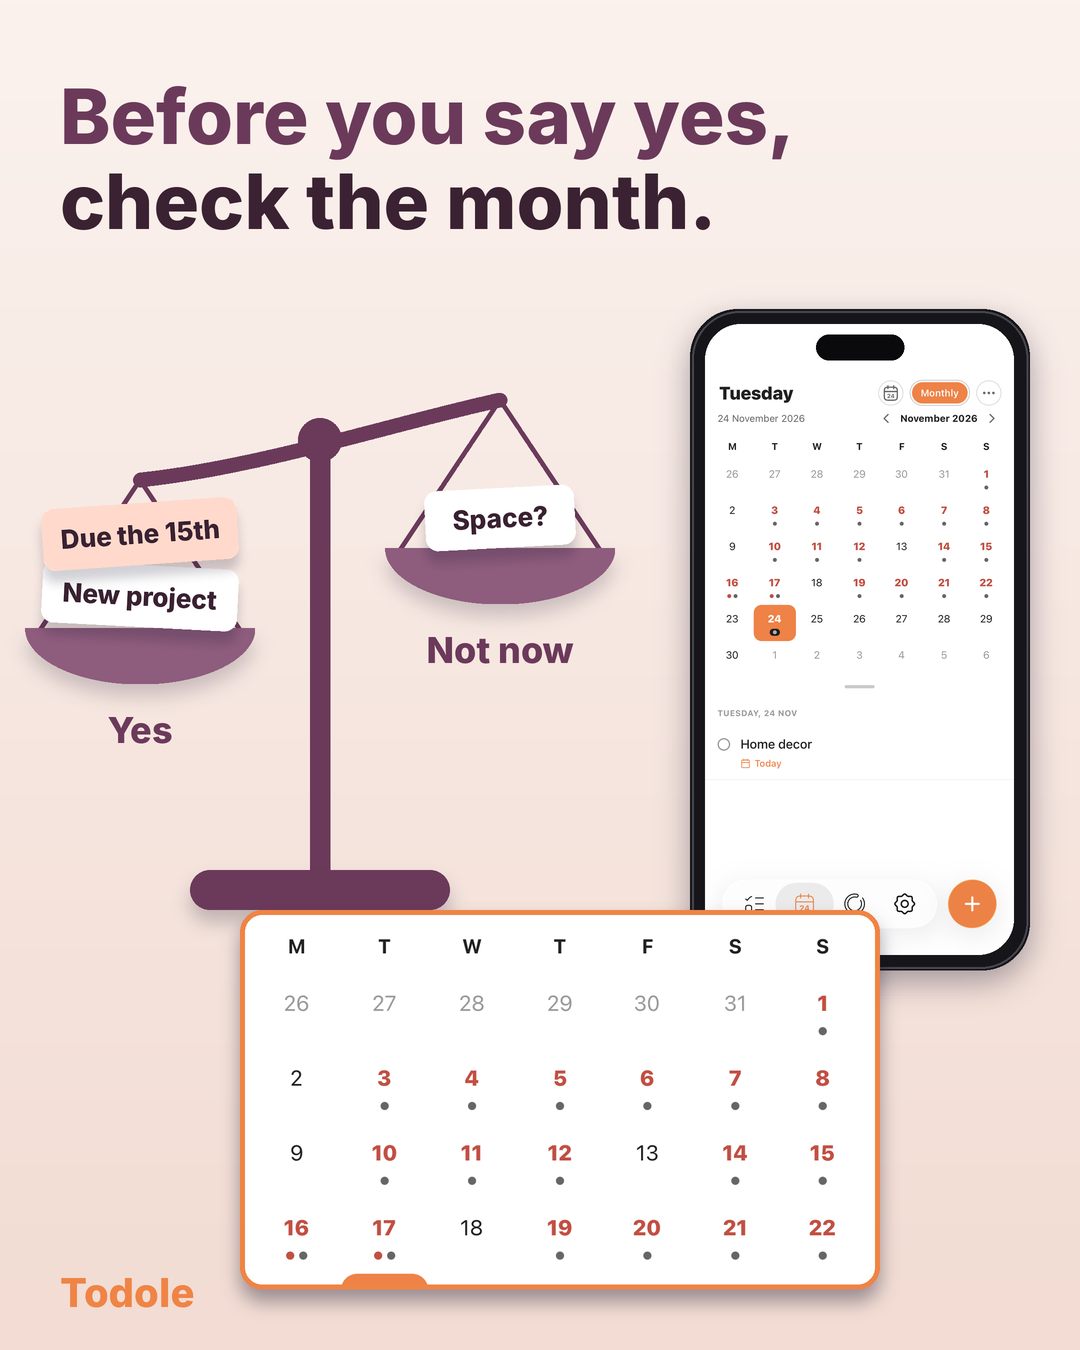 Before you say yes,
check the month.
Due the 15th
New project
Yes
Space?
Not now
Tuesday
24
Monthly
24 November 2026
November 2026
M T W T F S S
26 27 28 29 30 31 1
2 3 4 5 6 7 8
9 10 11 12 13 14 15
16 17 18 19 20 21 22
23 24 25 26 27 28 29
30 1 2 3 4 5 6
TUESDAY, 24 NOV
Home decor
Today
24
M T W T F S S
26 27 28 29 30 31 1
2 3 4 5 6 7 8
9 10 11 12 13 14 15
16 17 18 19 20 21 22
Todole